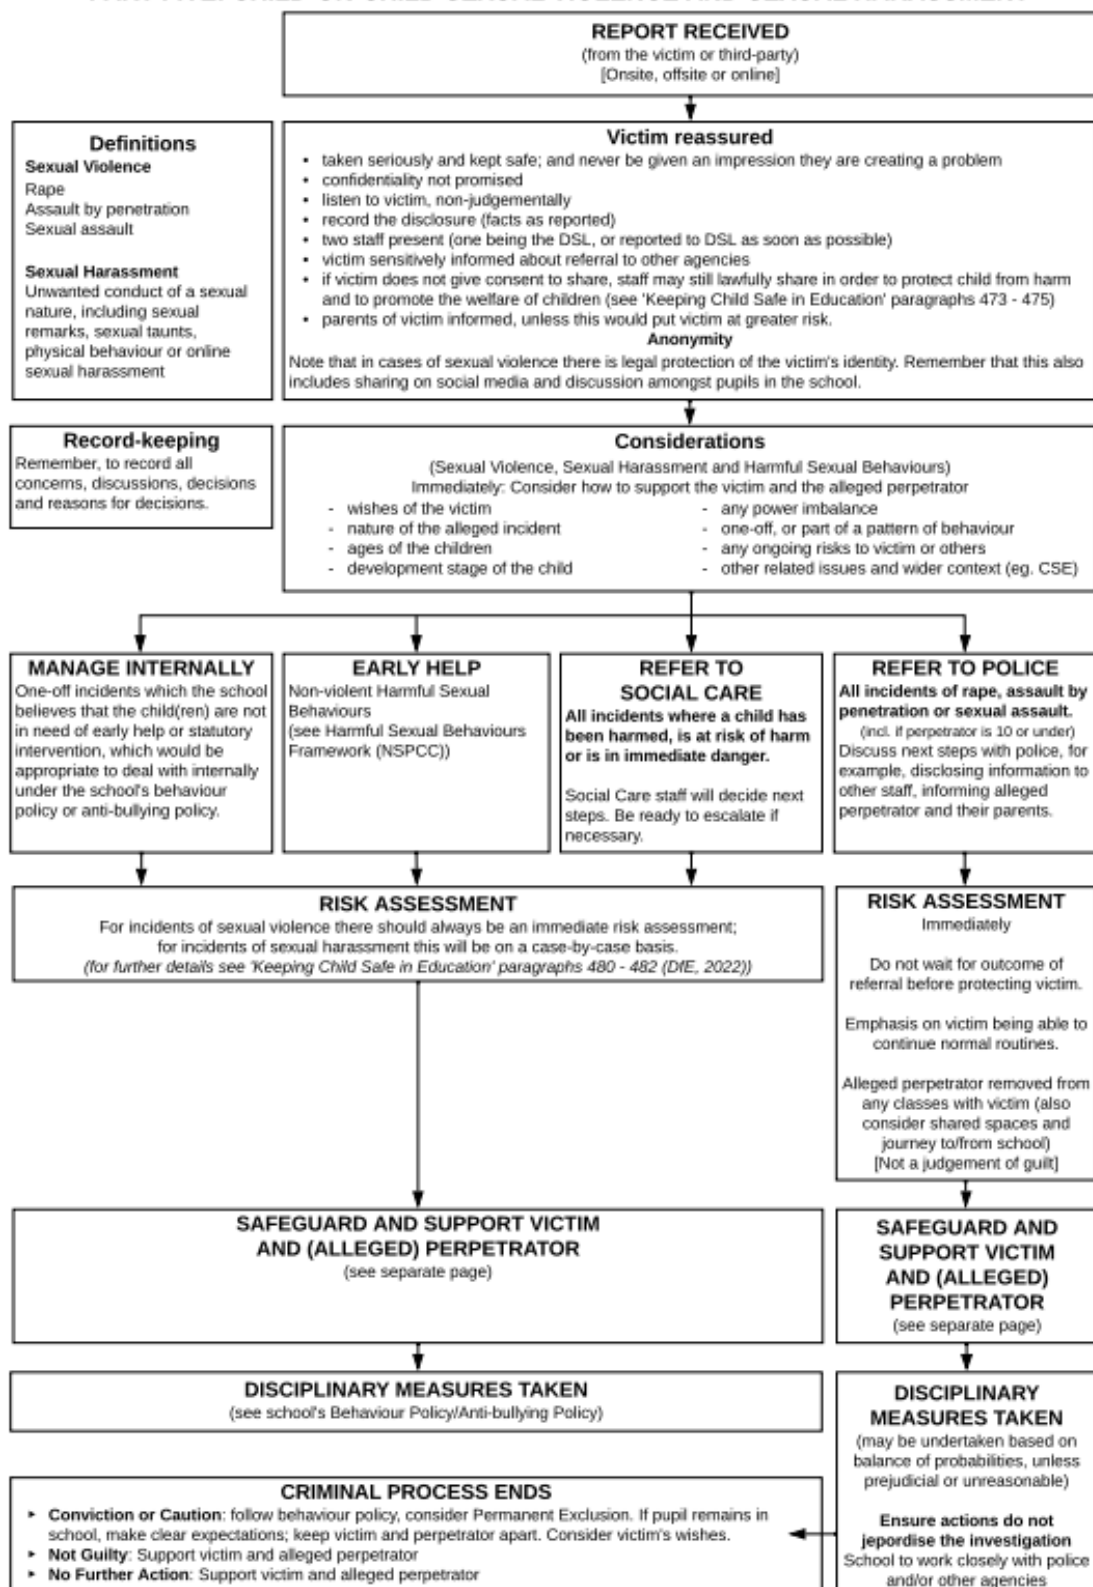 REPORT RECEIVED
(from the victim or third-party)
[Onsite, offsite or online]
Definitions
Sexual Violence
Rape
Assault by penetration
Sexual assault
Sexual Harassment
Unwanted conduct of a sexual
nature, including sexual
remarks, sexual taunts,
physical behaviour or online
sexual harassment
Victim reassured
• taken seriously and kept safe; and never be given an impression they are creating a problem
• confidentiality not promised
• listen to victim, non-judgementally
• record the disclosure (facts as reported)
• two staff present (one being the DSL, or reported to DSL as soon as possible)
• victim sensitively informed about referral to other agencies
• if victim does not give consent to share, staff may still lawfully share in order to protect child from harm
and to promote the welfare of children (see 'Keeping Child Safe in Education' paragraphs 473 - 475)
• parents of victim informed, unless this would put victim at greater risk.
Anonymity
Note that in cases of sexual violence there is legal protection of the victim's identity. Remember that this also
includes sharing on social media and discussion amongst pupils in the school.
Record-keeping
Remember, to record all
concerns, discussions, decisions
and reasons for decisions.
Considerations
(Sexual Violence, Sexual Harassment and Harmful Sexual Behaviours)
Immediately: Consider how to support the victim and the alleged perpetrator
- wishes of the victim
- nature of the alleged incident
- ages of the children
- development stage of the child
- any power imbalance
- one-off, or part of a pattern of behaviour
- any ongoing risks to victim or others
- other related issues and wider context (eg. CSE)
MANAGE INTERNALLY
One-off incidents which the school
believes that the child(ren) are not
in need of early help or statutory
intervention, which would be
appropriate to deal with internally
under the school's behaviour
policy or anti-bullying policy.
EARLY HELP
Non-violent Harmful Sexual
Behaviours
(see Harmful Sexual Behaviours
Framework (NSPCC))
REFER TO
SOCIAL CARE
All incidents where a child has
been harmed, is at risk of harm
or is in immediate danger.
Social Care staff will decide next
steps. Be ready to escalate if
necessary.
REFER TO POLICE
All incidents of rape, assault by
penetration or sexual assault.
(incl. if perpetrator is 10 or under)
Discuss next steps with police, for
example, disclosing information to
other staff, informing alleged
perpetrator and their parents.
RISK ASSESSMENT
For incidents of sexual violence there should always be an immediate risk assessment;
for incidents of sexual harassment this will be on a case-by-case basis.
(for further details see 'Keeping Child Safe in Education' paragraphs 480 - 482 (DfE, 2022))
RISK ASSESSMENT
Immediately
Do not wait for outcome of
referral before protecting victim.
Emphasis on victim being able to
continue normal routines.
Alleged perpetrator removed from
any classes with victim (also
consider shared spaces and
journey to/from school)
[Not a judgement of guilt]
SAFEGUARD AND SUPPORT VICTIM
AND (ALLEGED) PERPETRATOR
(see separate page)
SAFEGUARD AND
SUPPORT VICTIM
AND (ALLEGED)
PERPETRATOR
(see separate page)
DISCIPLINARY MEASURES TAKEN
(see school's Behaviour Policy/Anti-bullying Policy)
DISCIPLINARY
MEASURES TAKEN
(may be undertaken based on
balance of probabilities, unless
prejudicial or unreasonable)
Ensure actions do not
jepordise the investigation
School to work closely with police
and/or other agencies
CRIMINAL PROCESS ENDS
► Conviction or Caution: follow behaviour policy, consider Permanent Exclusion. If pupil remains in
school, make clear expectations; keep victim and perpetrator apart. Consider victim's wishes.
► Not Guilty: Support victim and alleged perpetrator
► No Further Action: Support victim and alleged perpetrator